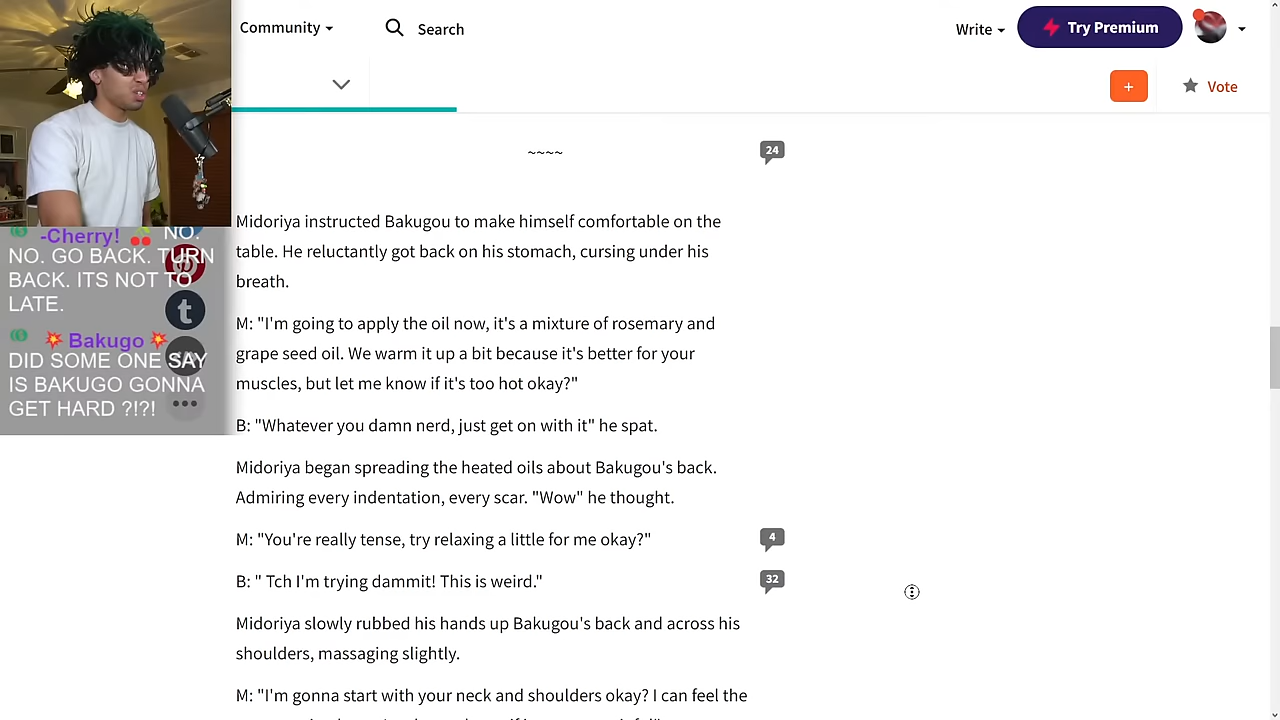 Community
Search
Write
Try Premium
+
Vote
~~~~
24
-Cherry! NO.
NO. GO BACK. TURN
BACK. ITS NOT TO
LATE.
Bakugo
DID SOME ONE SAY
IS BAKUGO GONNA
GET HARD ?!?!
Midoriya instructed Bakugou to make himself comfortable on the
table. He reluctantly got back on his stomach, cursing under his
breath.
M: "I'm going to apply the oil now, it's a mixture of rosemary and
grape seed oil. We warm it up a bit because it's better for your
muscles, but let me know if it's too hot okay?"
B: "Whatever you damn nerd, just get on with it" he spat.
Midoriya began spreading the heated oils about Bakugou's back.
Admiring every indentation, every scar. "Wow" he thought.
M: "You're really tense, try relaxing a little for me okay?"
4
B: " Tch I'm trying dammit! This is weird."
32
Midoriya slowly rubbed his hands up Bakugou's back and across his
shoulders, massaging slightly.
M: "I'm gonna start with your neck and shoulders okay? I can feel the